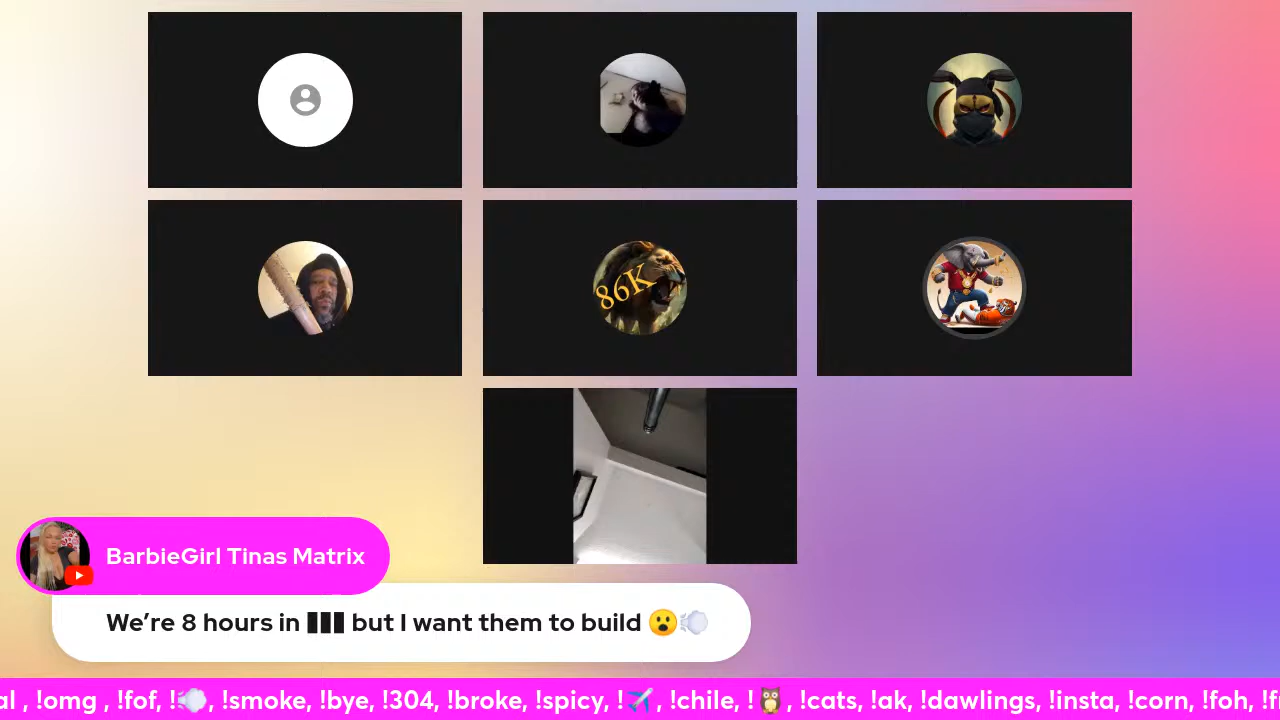 86K
BarbieGirl Tinas Matrix
We’re 8 hours in ▮▮▮ but I want them to build 😮💨
al , !omg , !fof, !💨, !smoke, !bye, !304, !broke, !spicy, !✈️, !chile, !🦉, !cats, !ak, !dawlings, !insta, !corn, !foh, !f